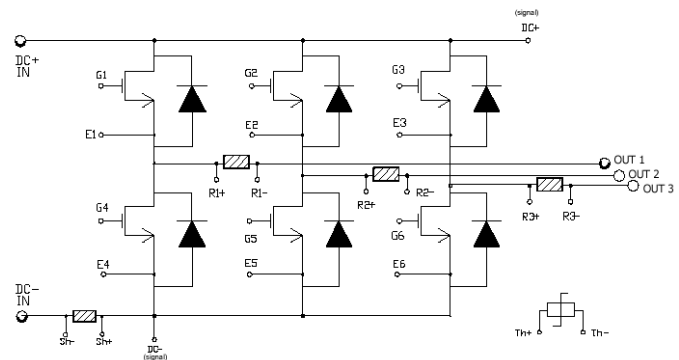 (signal)
DC+
DC+
IN
G1
G2
G3
E1
E2
E3
OUT 1
OUT 2
OUT 3
R1+
R1-
R2+
R2-
R3+
R3-
G4
G5
G6
E4
E5
E6
DC-
IN
Sh-
Sh+
DC-
(signal)
Th+
Th-